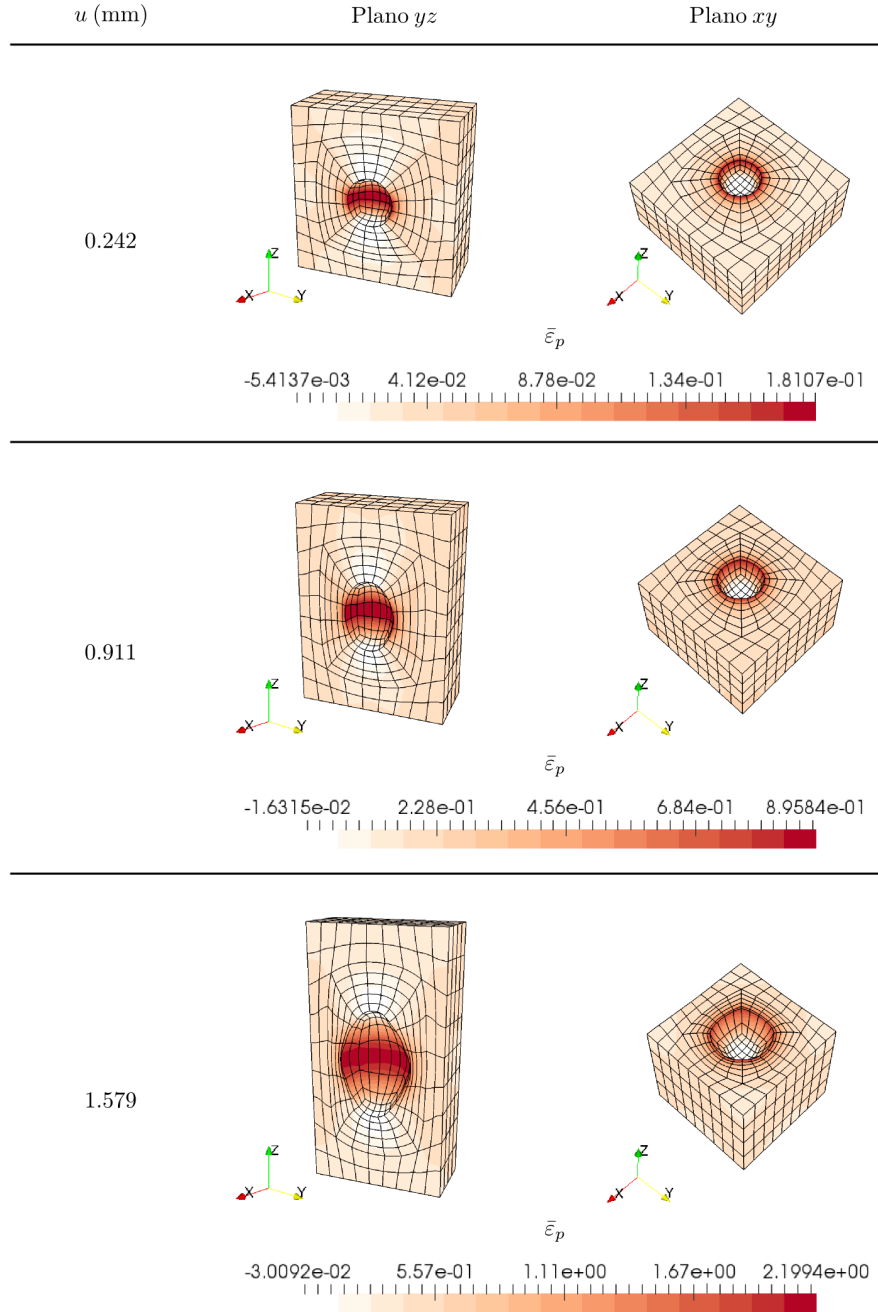 u (mm) Plano yz Plano xy
0.242
Z
X Y
Z
X Y
ε̄ₚ
-5.4137e-03 4.12e-02 8.78e-02 1.34e-01 1.8107e-01
0.911
Z
X Y
Z
X Y
ε̄ₚ
-1.6315e-02 2.28e-01 4.56e-01 6.84e-01 8.9584e-01
1.579
Z
X Y
Z
X Y
ε̄ₚ
-3.0092e-02 5.57e-01 1.11e+00 1.67e+00 2.1994e+00